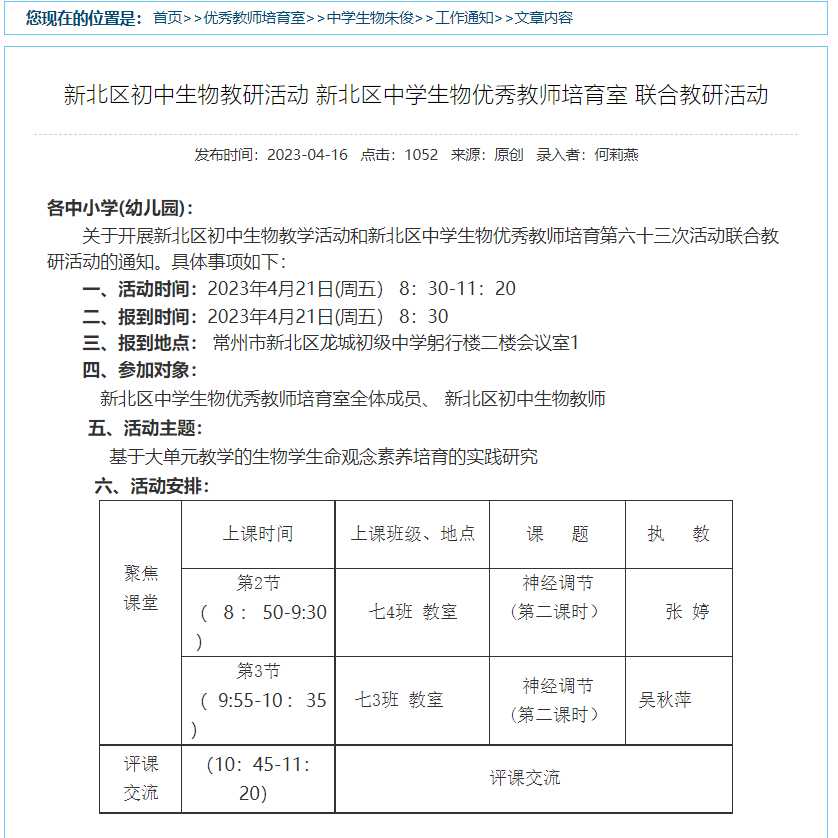 您现在的位置是： 首页>>优秀教师培育室>>中学生物朱俊>>工作通知>>文章内容
新北区初中生物教研活动 新北区中学生物优秀教师培育室 联合教研活动
发布时间：2023-04-16 点击：1052 来源：原创 录入者：何莉燕
各中小学(幼儿园)：
关于开展新北区初中生物教学活动和新北区中学生物优秀教师培育第六十三次活动联合教
研活动的通知。具体事项如下：
一、活动时间：2023年4月21日(周五） 8：30-11：20
二、报到时间：2023年4月21日(周五） 8：30
三、报到地点： 常州市新北区龙城初级中学躬行楼二楼会议室1
四、参加对象：
新北区中学生物优秀教师培育室全体成员、 新北区初中生物教师
五、活动主题：
基于大单元教学的生物学生命观念素养培育的实践研究
六、活动安排：
上课时间 上课班级、地点 课 题 执 教
聚焦
课堂
第2节
（ 8： 50-9:30
）
七4班 教室
神经调节
（第二课时）
张 婷
第3节
（ 9:55-10：35
）
七3班 教室
神经调节
（第二课时）
吴秋萍
评课
交流
（10：45-11：
20）
评课交流